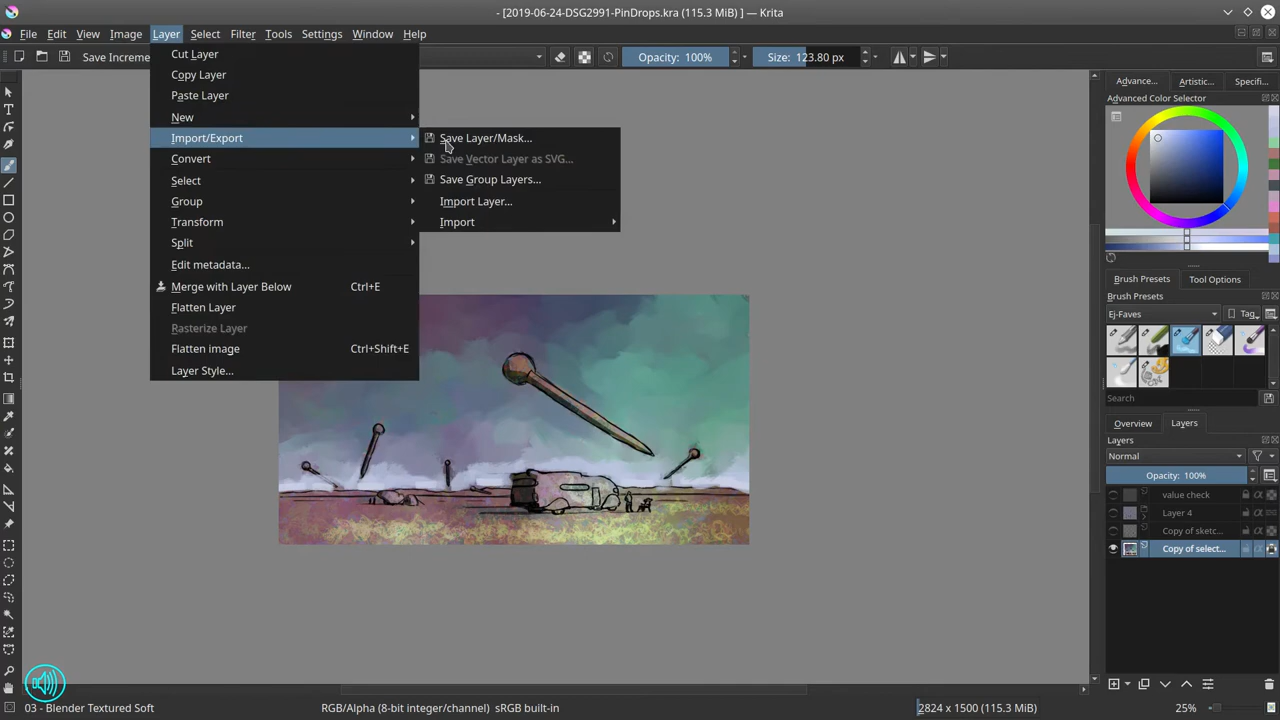 - [2019-06-24-DSG2991-PinDrops.kra (115.3 MiB) ] — Krita
File Edit View Image Layer Select Filter Tools Settings Window Help
Save Increme
Opacity: 100%
Size: 123.80 px
Cut Layer
Copy Layer
Paste Layer
New
Import/Export
Convert
Select
Group
Transform
Split
Edit metadata...
Merge with Layer Below Ctrl+E
Flatten Layer
Rasterize Layer
Flatten image Ctrl+Shift+E
Layer Style...
Save Layer/Mask...
Save Vector Layer as SVG...
Save Group Layers...
Import Layer...
Import
Advance... Artistic... Specifi...
Advanced Color Selector
Brush Presets Tool Options
Brush Presets
Ej-Faves Tag
Search
Overview Layers
Layers
Normal
Opacity: 100%
value check
Layer 4
Copy of sketc...
Copy of select...
03 - Blender Textured Soft
RGB/Alpha (8-bit integer/channel) sRGB built-in
2824 x 1500 (115.3 MiB)
25%